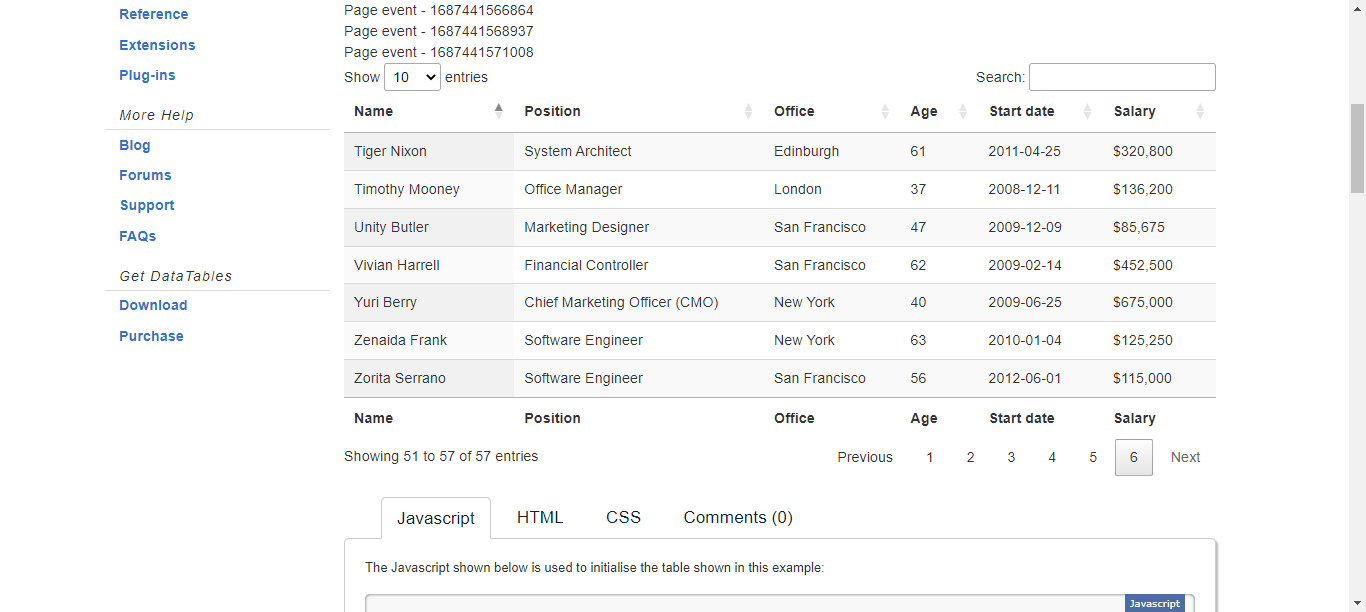 Reference
Extensions
Plug-ins
More Help
Blog
Forums
Support
FAQs
Get DataTables
Download
Purchase
Page event - 1687441566864
Page event - 1687441568937
Page event - 1687441571008
Show 10 entries Search:
Name Position Office Age Start date Salary
Tiger Nixon System Architect Edinburgh 61 2011-04-25 $320,800
Timothy Mooney Office Manager London 37 2008-12-11 $136,200
Unity Butler Marketing Designer San Francisco 47 2009-12-09 $85,675
Vivian Harrell Financial Controller San Francisco 62 2009-02-14 $452,500
Yuri Berry Chief Marketing Officer (CMO) New York 40 2009-06-25 $675,000
Zenaida Frank Software Engineer New York 63 2010-01-04 $125,250
Zorita Serrano Software Engineer San Francisco 56 2012-06-01 $115,000
Name Position Office Age Start date Salary
Showing 51 to 57 of 57 entries Previous 1 2 3 4 5 6 Next
Javascript HTML CSS Comments (0)
The Javascript shown below is used to initialise the table shown in this example:
Javascript